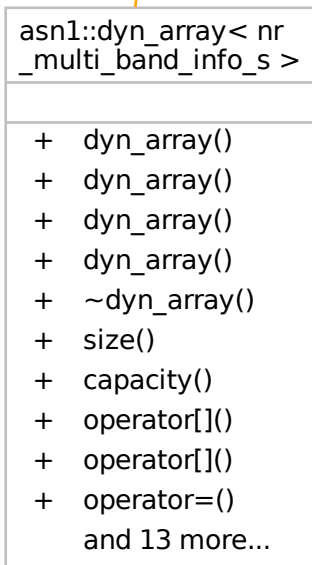 asn1::dyn_array< nr
_multi_band_info_s >
+ dyn_array()
+ dyn_array()
+ dyn_array()
+ dyn_array()
+ ~dyn_array()
+ size()
+ capacity()
+ operator[]()
+ operator[]()
+ operator=()
and 13 more...